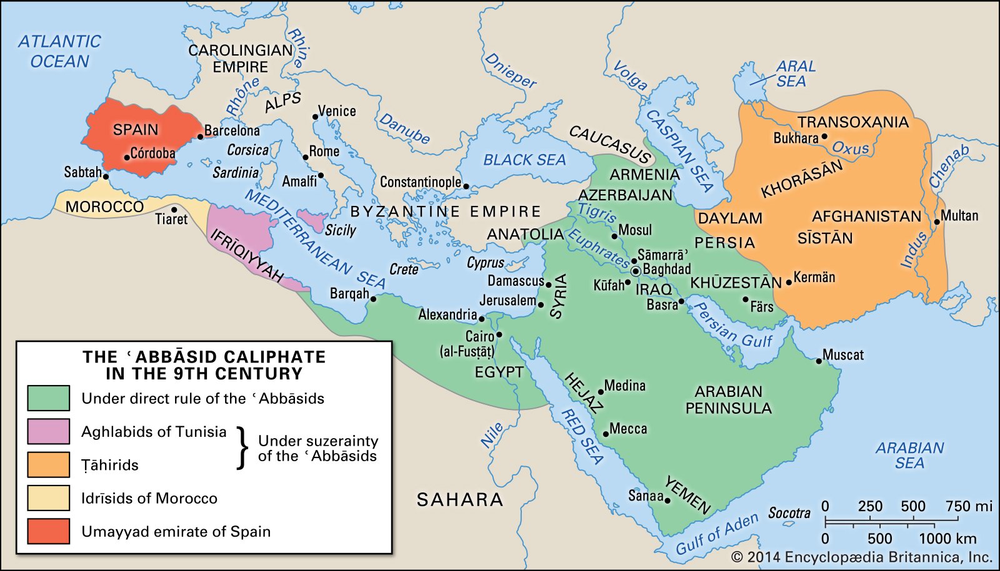 ATLANTIC
OCEAN
CAROLINGIAN
EMPIRE
Rhine
Rhône
ALPS
Venice
Danube
Dnieper
Volga
ARAL
SEA
CASPIAN SEA
CAUCASUS
BLACK SEA
SPAIN
Barcelona
Córdoba
Corsica
Sardinia
Rome
Amalfi
Sabtah
MOROCCO
Tiaret
IFRĪQIYYAH
MEDITERRANEAN SEA
Sicily
Constantinople
BYZANTINE EMPIRE
ANATOLIA
Crete
Cyprus
ARMENIA
AZERBAIJAN
Tigris
Mosul
Euphrates
Sāmarrāʾ
Baghdad
Kūfah
IRAQ
Basra
Damascus
Jerusalem
SYRIA
Barqah
Alexandria
Cairo
(al-Fusṭāṭ)
EGYPT
Nile
SAHARA
HEJAZ
Medina
Mecca
RED SEA
ARABIAN
PENINSULA
YEMEN
Sanaa
Gulf of Aden
Socotra
Muscat
Persian Gulf
KHŪZESTĀN
Färs
Kermän
PERSIA
DAYLAM
TRANSOXANIA
Bukhara
Oxus
KHORĀSĀN
AFGHANISTAN
SĪSTĀN
Chenab
Multan
Indus
ARABIAN
SEA
THE ʿABBĀSID CALIPHATE
IN THE 9TH CENTURY
Under direct rule of the ʿAbbāsids
Aghlabids of Tunisia
Ṭāhirids
Under suzerainty
of the ʿAbbāsids
Idrīsids of Morocco
Umayyad emirate of Spain
0 250 500 750 mi
0 500 1000 km
© 2014 Encyclopædia Britannica, Inc.